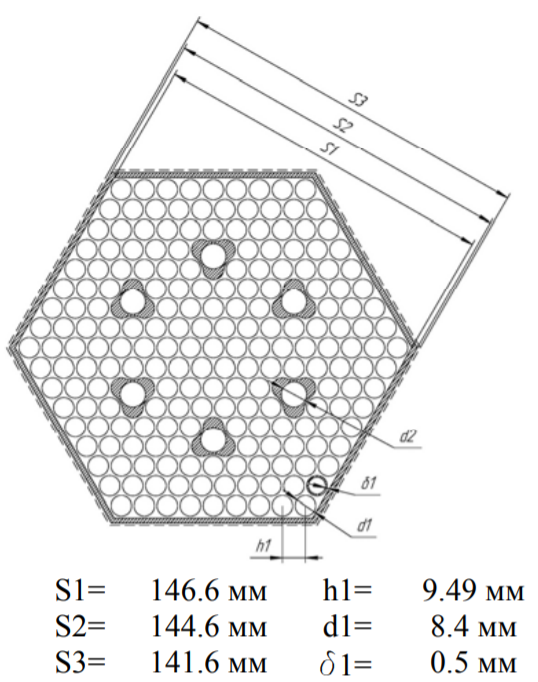 S3
S2
S1
d2
δ1
d1
h1
S1= 146.6 мм h1= 9.49 мм
S2= 144.6 мм d1= 8.4 мм
S3= 141.6 мм δ1= 0.5 мм